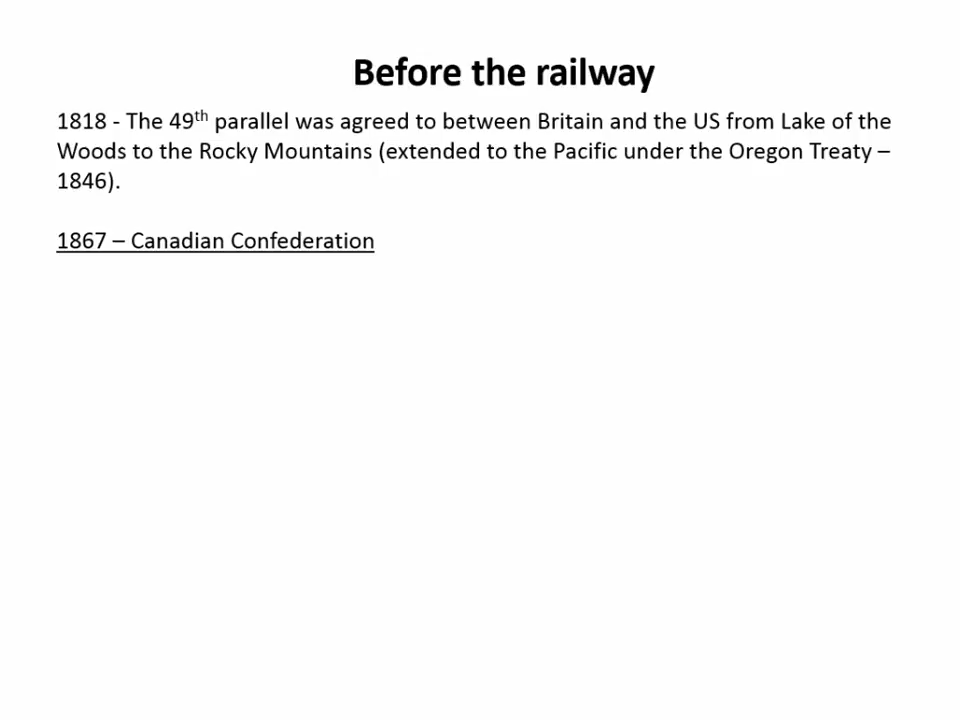 Before the railway
1818 - The 49th parallel was agreed to between Britain and the US from Lake of the
Woods to the Rocky Mountains (extended to the Pacific under the Oregon Treaty –
1846).
1867 – Canadian Confederation